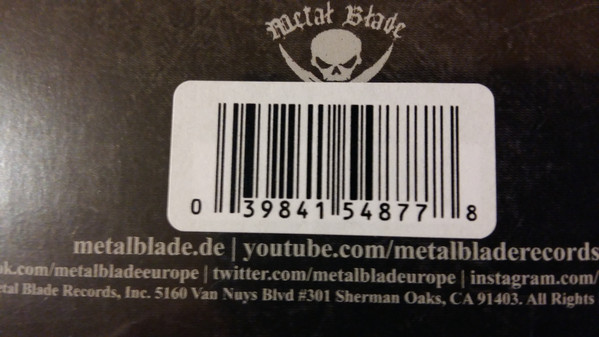 Metal Blade
0 39841 54877 8
metalblade.de | youtube.com/metalbladerecords
ok.com/metalbladeeurope | twitter.com/metalbladeeurope | instagram.com/
etal Blade Records, Inc. 5160 Van Nuys Blvd #301 Sherman Oaks, CA 91403. All Rights